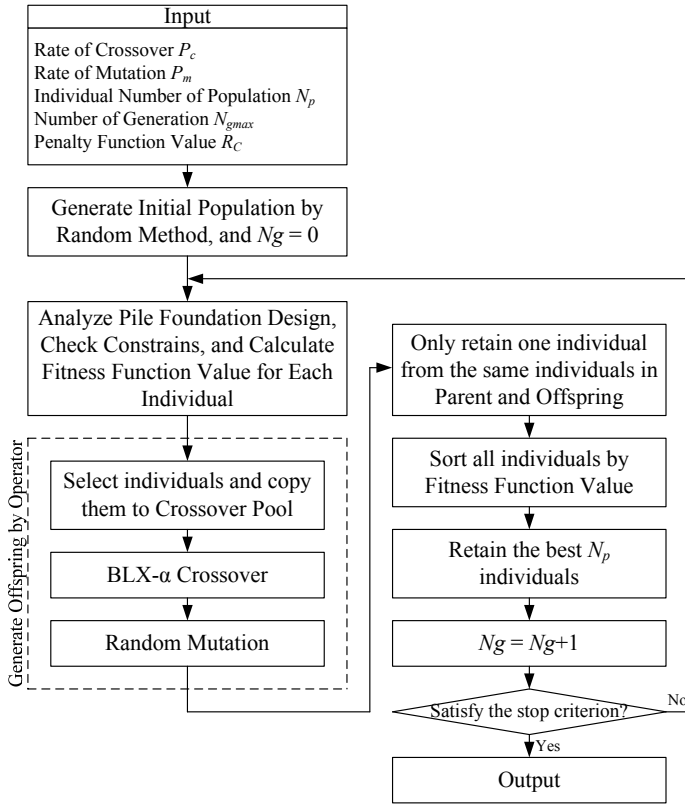 Input
Rate of Crossover Pc
Rate of Mutation Pm
Individual Number of Population Np
Number of Generation Ngmax
Penalty Function Value RC
Generate Initial Population by
Random Method, and Ng = 0
Analyze Pile Foundation Design,
Check Constrains, and Calculate
Fitness Function Value for Each
Individual
Generate Offspring by Operator
Select individuals and copy
them to Crossover Pool
BLX-α Crossover
Random Mutation
Only retain one individual
from the same individuals in
Parent and Offspring
Sort all individuals by
Fitness Function Value
Retain the best Np
individuals
Ng = Ng+1
Satisfy the stop criterion?
No
Yes
Output